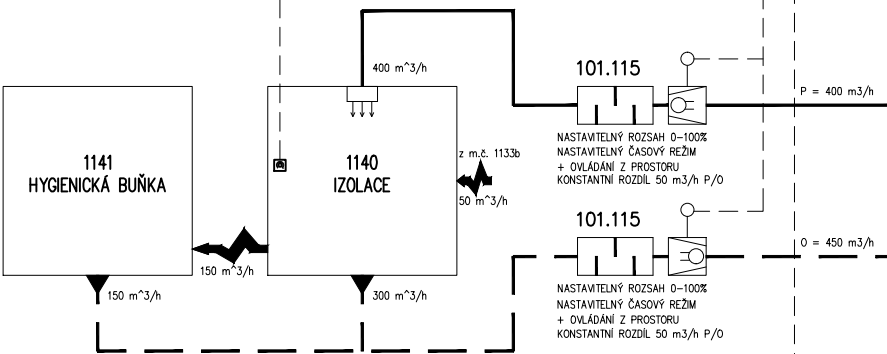 400 m^3/h
101.115
P = 400 m3/h
NASTAVITELNÝ ROZSAH 0-100%
NASTAVITELNÝ ČASOVÝ REŽIM
+ OVLÁDÁNÍ Z PROSTORU
KONSTANTNÍ ROZDÍL 50 m3/h P/O
1141
HYGIENICKÁ BUŇKA
1140
IZOLACE
z m.č. 1133b
50 m^3/h
101.115
O = 450 m3/h
150 m^3/h
150 m^3/h
300 m^3/h
NASTAVITELNÝ ROZSAH 0-100%
NASTAVITELNÝ ČASOVÝ REŽIM
+ OVLÁDÁNÍ Z PROSTORU
KONSTANTNÍ ROZDÍL 50 m3/h P/O